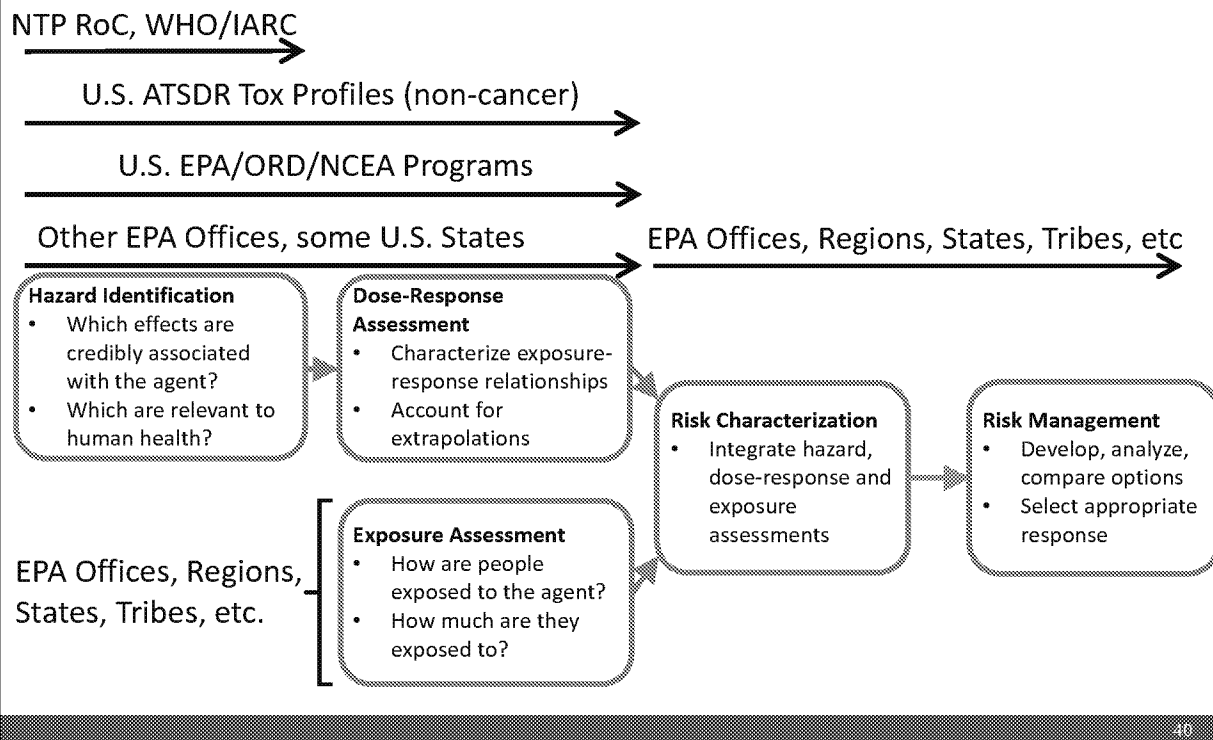 NTP RoC, WHO/IARC
U.S. ATSDR Tox Profiles (non-cancer)
U.S. EPA/ORD/NCEA Programs
Other EPA Offices, some U.S. States
EPA Offices, Regions, States, Tribes, etc
Hazard Identification
• Which effects are
credibly associated
with the agent?
• Which are relevant to
human health?
Dose-Response
Assessment
• Characterize exposure-
response relationships
• Account for
extrapolations
Risk Characterization
• Integrate hazard,
dose-response and
exposure
assessments
Risk Management
• Develop, analyze,
compare options
• Select appropriate
response
EPA Offices, Regions,
States, Tribes, etc.
Exposure Assessment
• How are people
exposed to the agent?
• How much are they
exposed to?
40